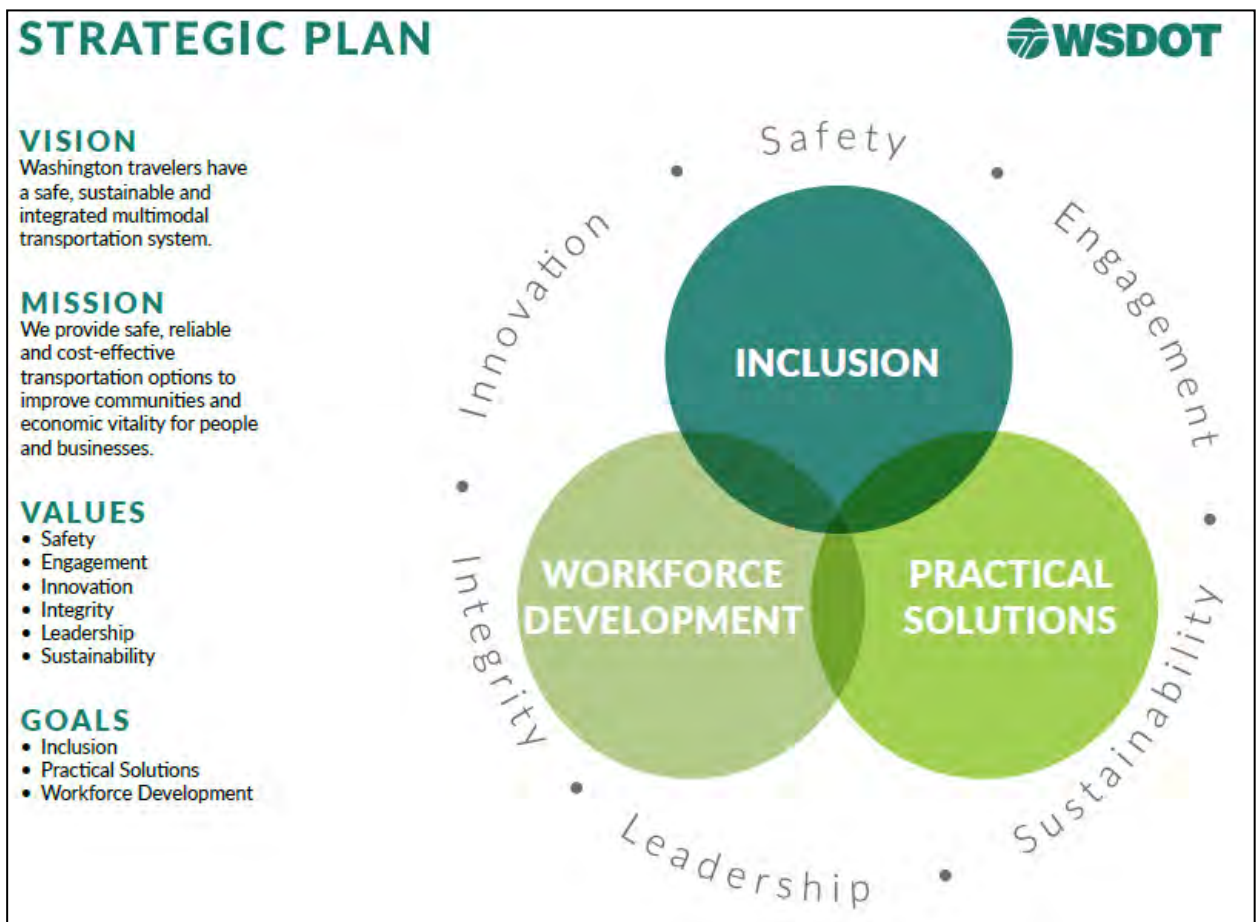 STRATEGIC PLAN
WSDOT
VISION
Washington travelers have
a safe, sustainable and
integrated multimodal
transportation system.
MISSION
We provide safe, reliable
and cost-effective
transportation options to
improve communities and
economic vitality for people
and businesses.
VALUES
• Safety
• Engagement
• Innovation
• Integrity
• Leadership
• Sustainability
GOALS
• Inclusion
• Practical Solutions
• Workforce Development
Safety
Engagement
Sustainability
Leadership
Integrity
Innovation
INCLUSION
WORKFORCE
DEVELOPMENT
PRACTICAL
SOLUTIONS